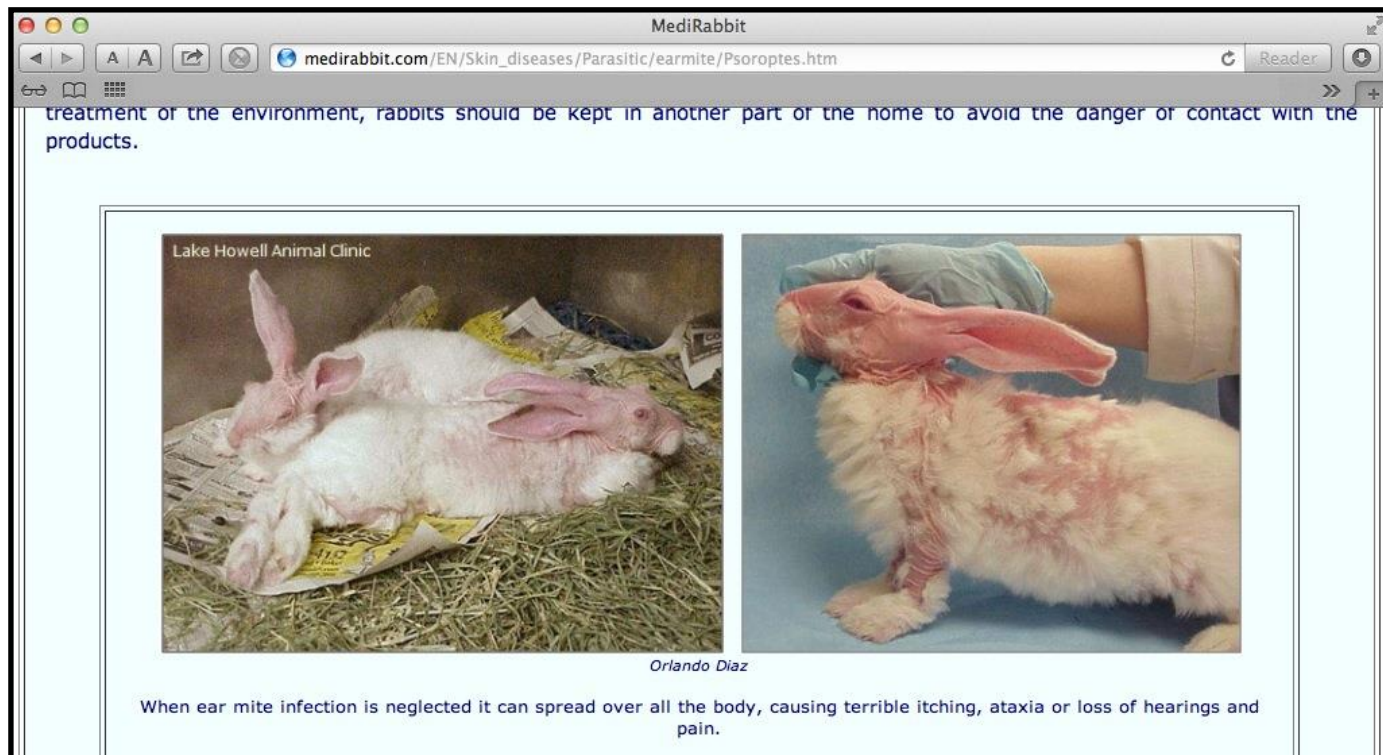 MediRabbit
A A
medirabbit.com/EN/Skin_diseases/Parasitic/earmite/Psoroptes.htm
Reader
treatment of the environment, rabbits should be kept in another part of the home to avoid the danger of contact with the
products.
Lake Howell Animal Clinic
Orlando Diaz
When ear mite infection is neglected it can spread over all the body, causing terrible itching, ataxia or loss of hearings and
pain.